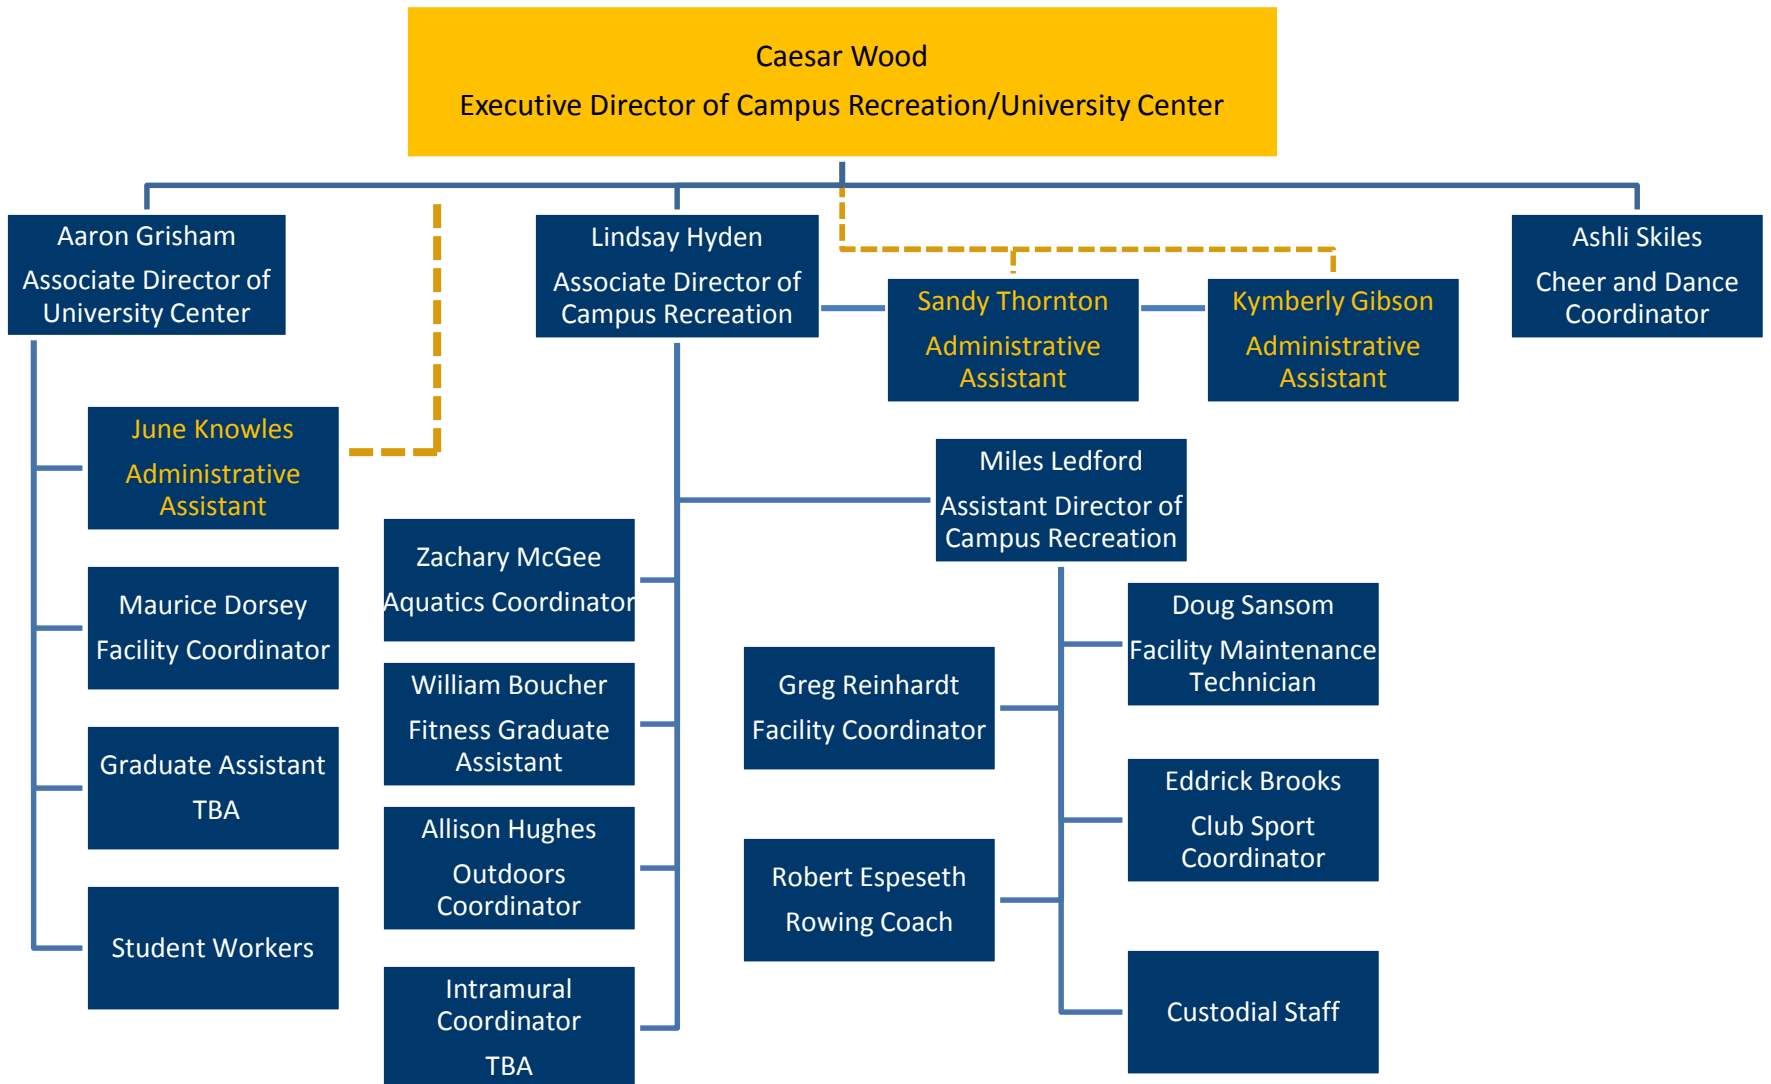 Caesar Wood
Executive Director of Campus Recreation/University Center
Aaron Grisham
Associate Director of
University Center
Lindsay Hyden
Associate Director of
Campus Recreation
Sandy Thornton
Administrative
Assistant
Kymberly Gibson
Administrative
Assistant
Ashli Skiles
Cheer and Dance
Coordinator
June Knowles
Administrative
Assistant
Maurice Dorsey
Facility Coordinator
Graduate Assistant
TBA
Student Workers
Zachary McGee
Aquatics Coordinator
William Boucher
Fitness Graduate
Assistant
Allison Hughes
Outdoors
Coordinator
Intramural
Coordinator
TBA
Miles Ledford
Assistant Director of
Campus Recreation
Greg Reinhardt
Facility Coordinator
Robert Espeseth
Rowing Coach
Doug Sansom
Facility Maintenance
Technician
Eddrick Brooks
Club Sport
Coordinator
Custodial Staff